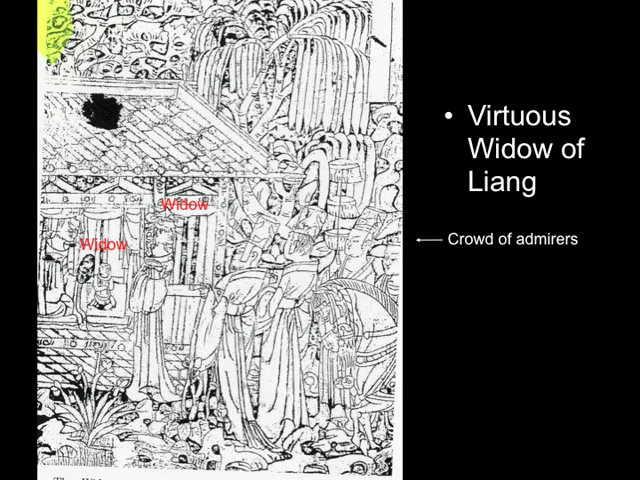 • Virtuous
Widow of
Liang
Widow
Widow
Crowd of admirers